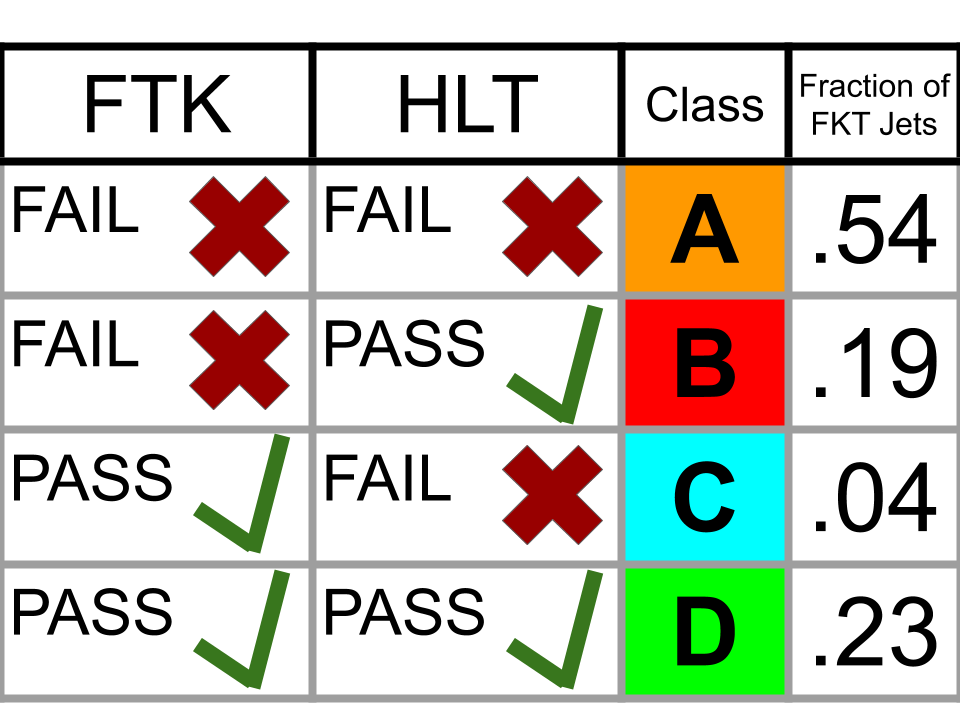 FTK HLT Class Fraction of
FKT Jets
FAIL FAIL A .54
FAIL PASS B .19
PASS FAIL C .04
PASS PASS D .23